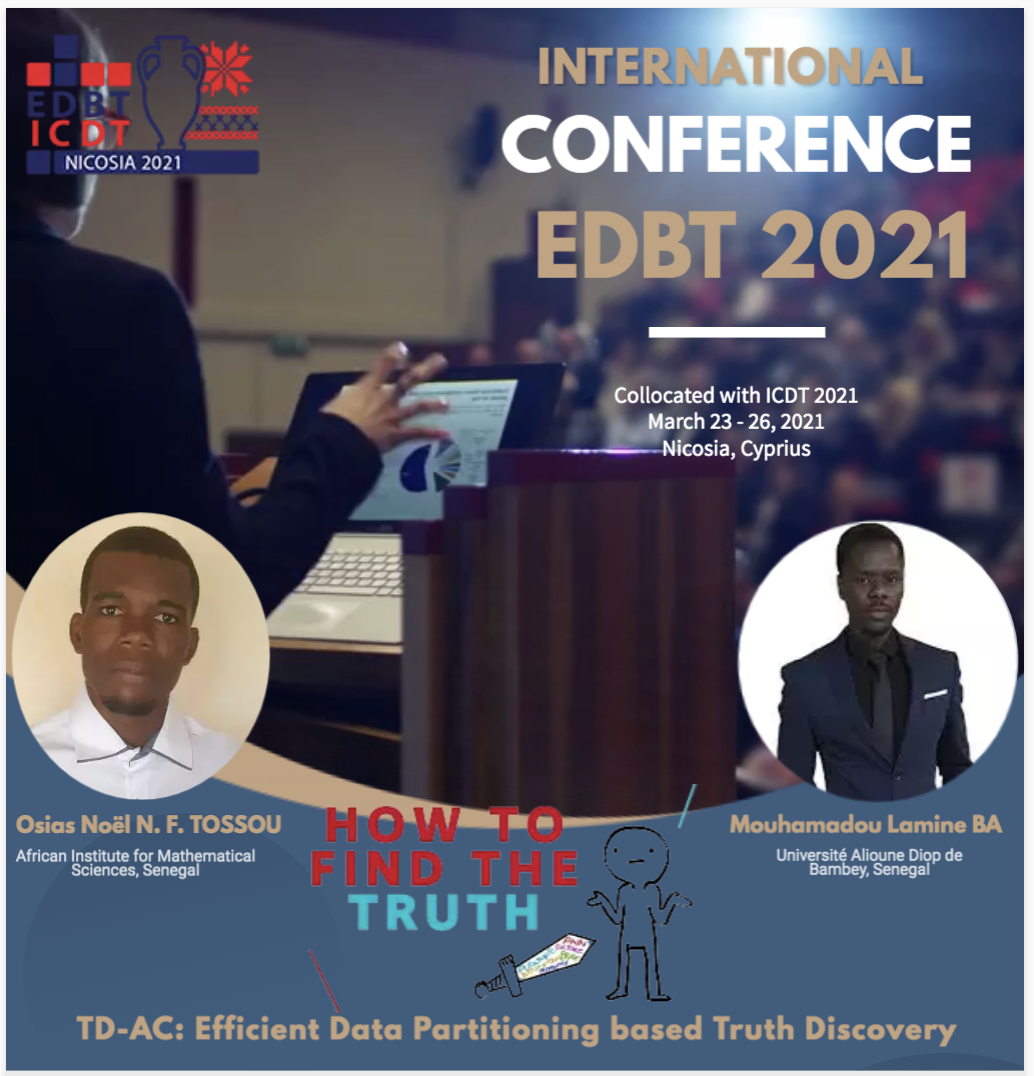 EDBT
ICDT
NICOSIA 2021
INTERNATIONAL
CONFERENCE
EDBT 2021
Collocated with ICDT 2021
March 23 - 26, 2021
Nicosia, Cyprius
Osias Noël N. F. TOSSOU
African Institute for Mathematical
Sciences, Senegal
Mouhamadou Lamine BA
Université Alioune Diop de
Bambey, Senegal
HOW TO
FIND THE
TRUTH
TD-AC: Efficient Data Partitioning based Truth Discovery